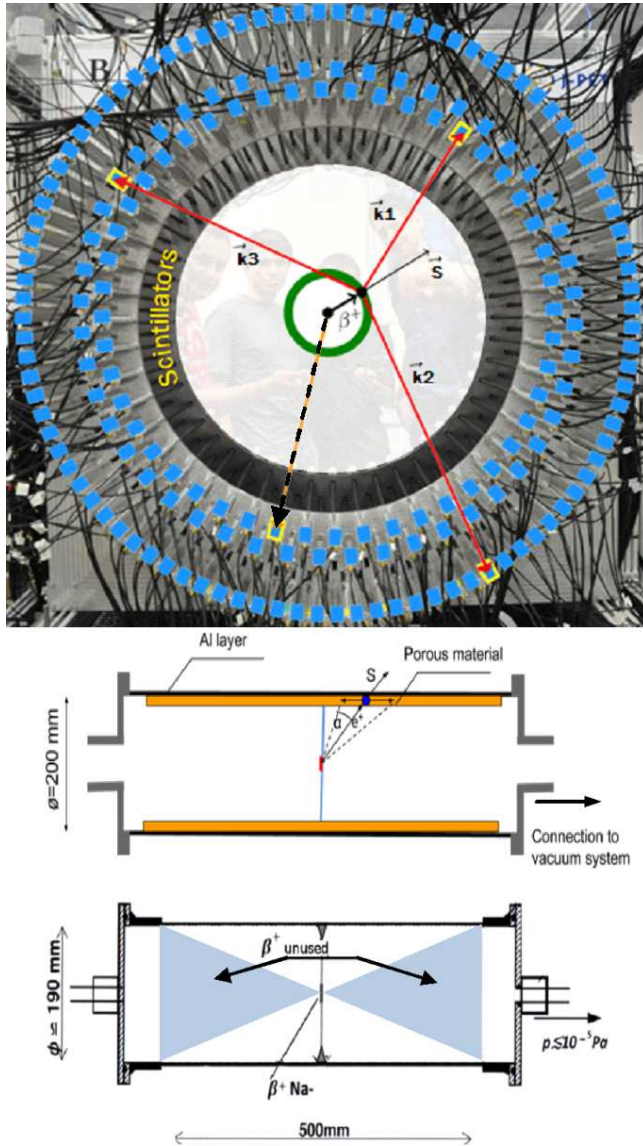 B
J-PET
k1
S
k3
β+
k2
Scintillators
Al layer
S
Porous material
α
e+
ø=200 mm
Connection to
vacuum system
β+ unused
ϕ ≤ 190 mm
p≤10⁻⁵Pa
β+ Na-
500mm